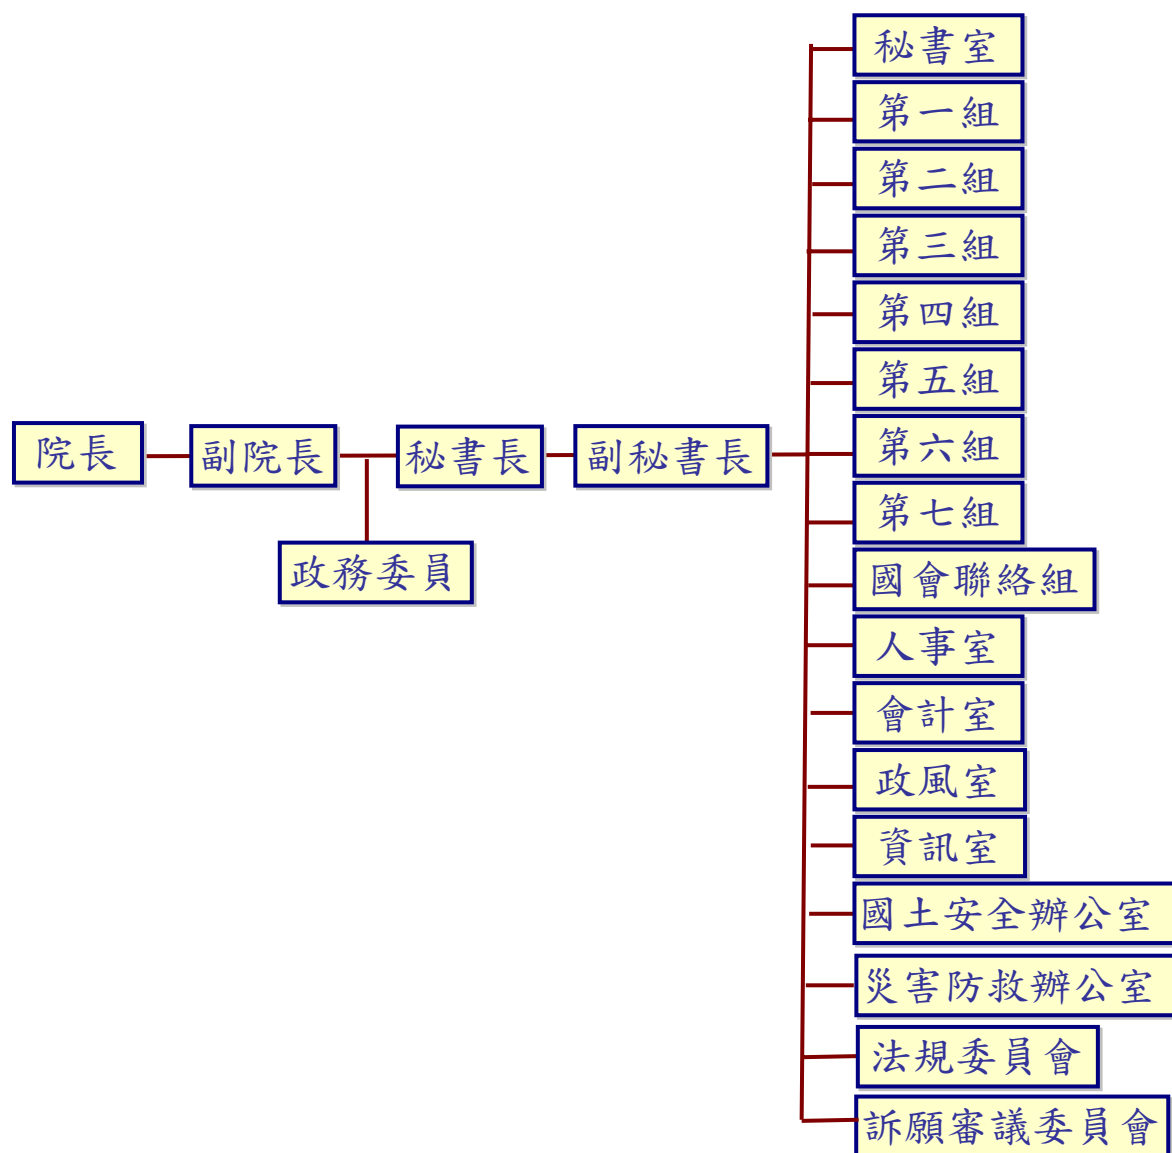 院長
副院長
秘書長
副秘書長
政務委員
秘書室
第一組
第二組
第三組
第四組
第五組
第六組
第七組
國會聯絡組
人事室
會計室
政風室
資訊室
國土安全辦公室
災害防救辦公室
法規委員會
訴願審議委員會